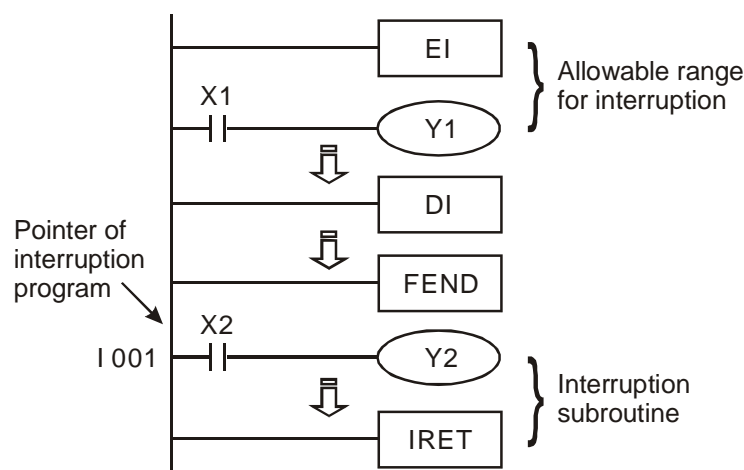 EI
Allowable range
for interruption
X1
Y1
DI
Pointer of
interruption
program
FEND
X2
I 001
Y2
Interruption
subroutine
IRET